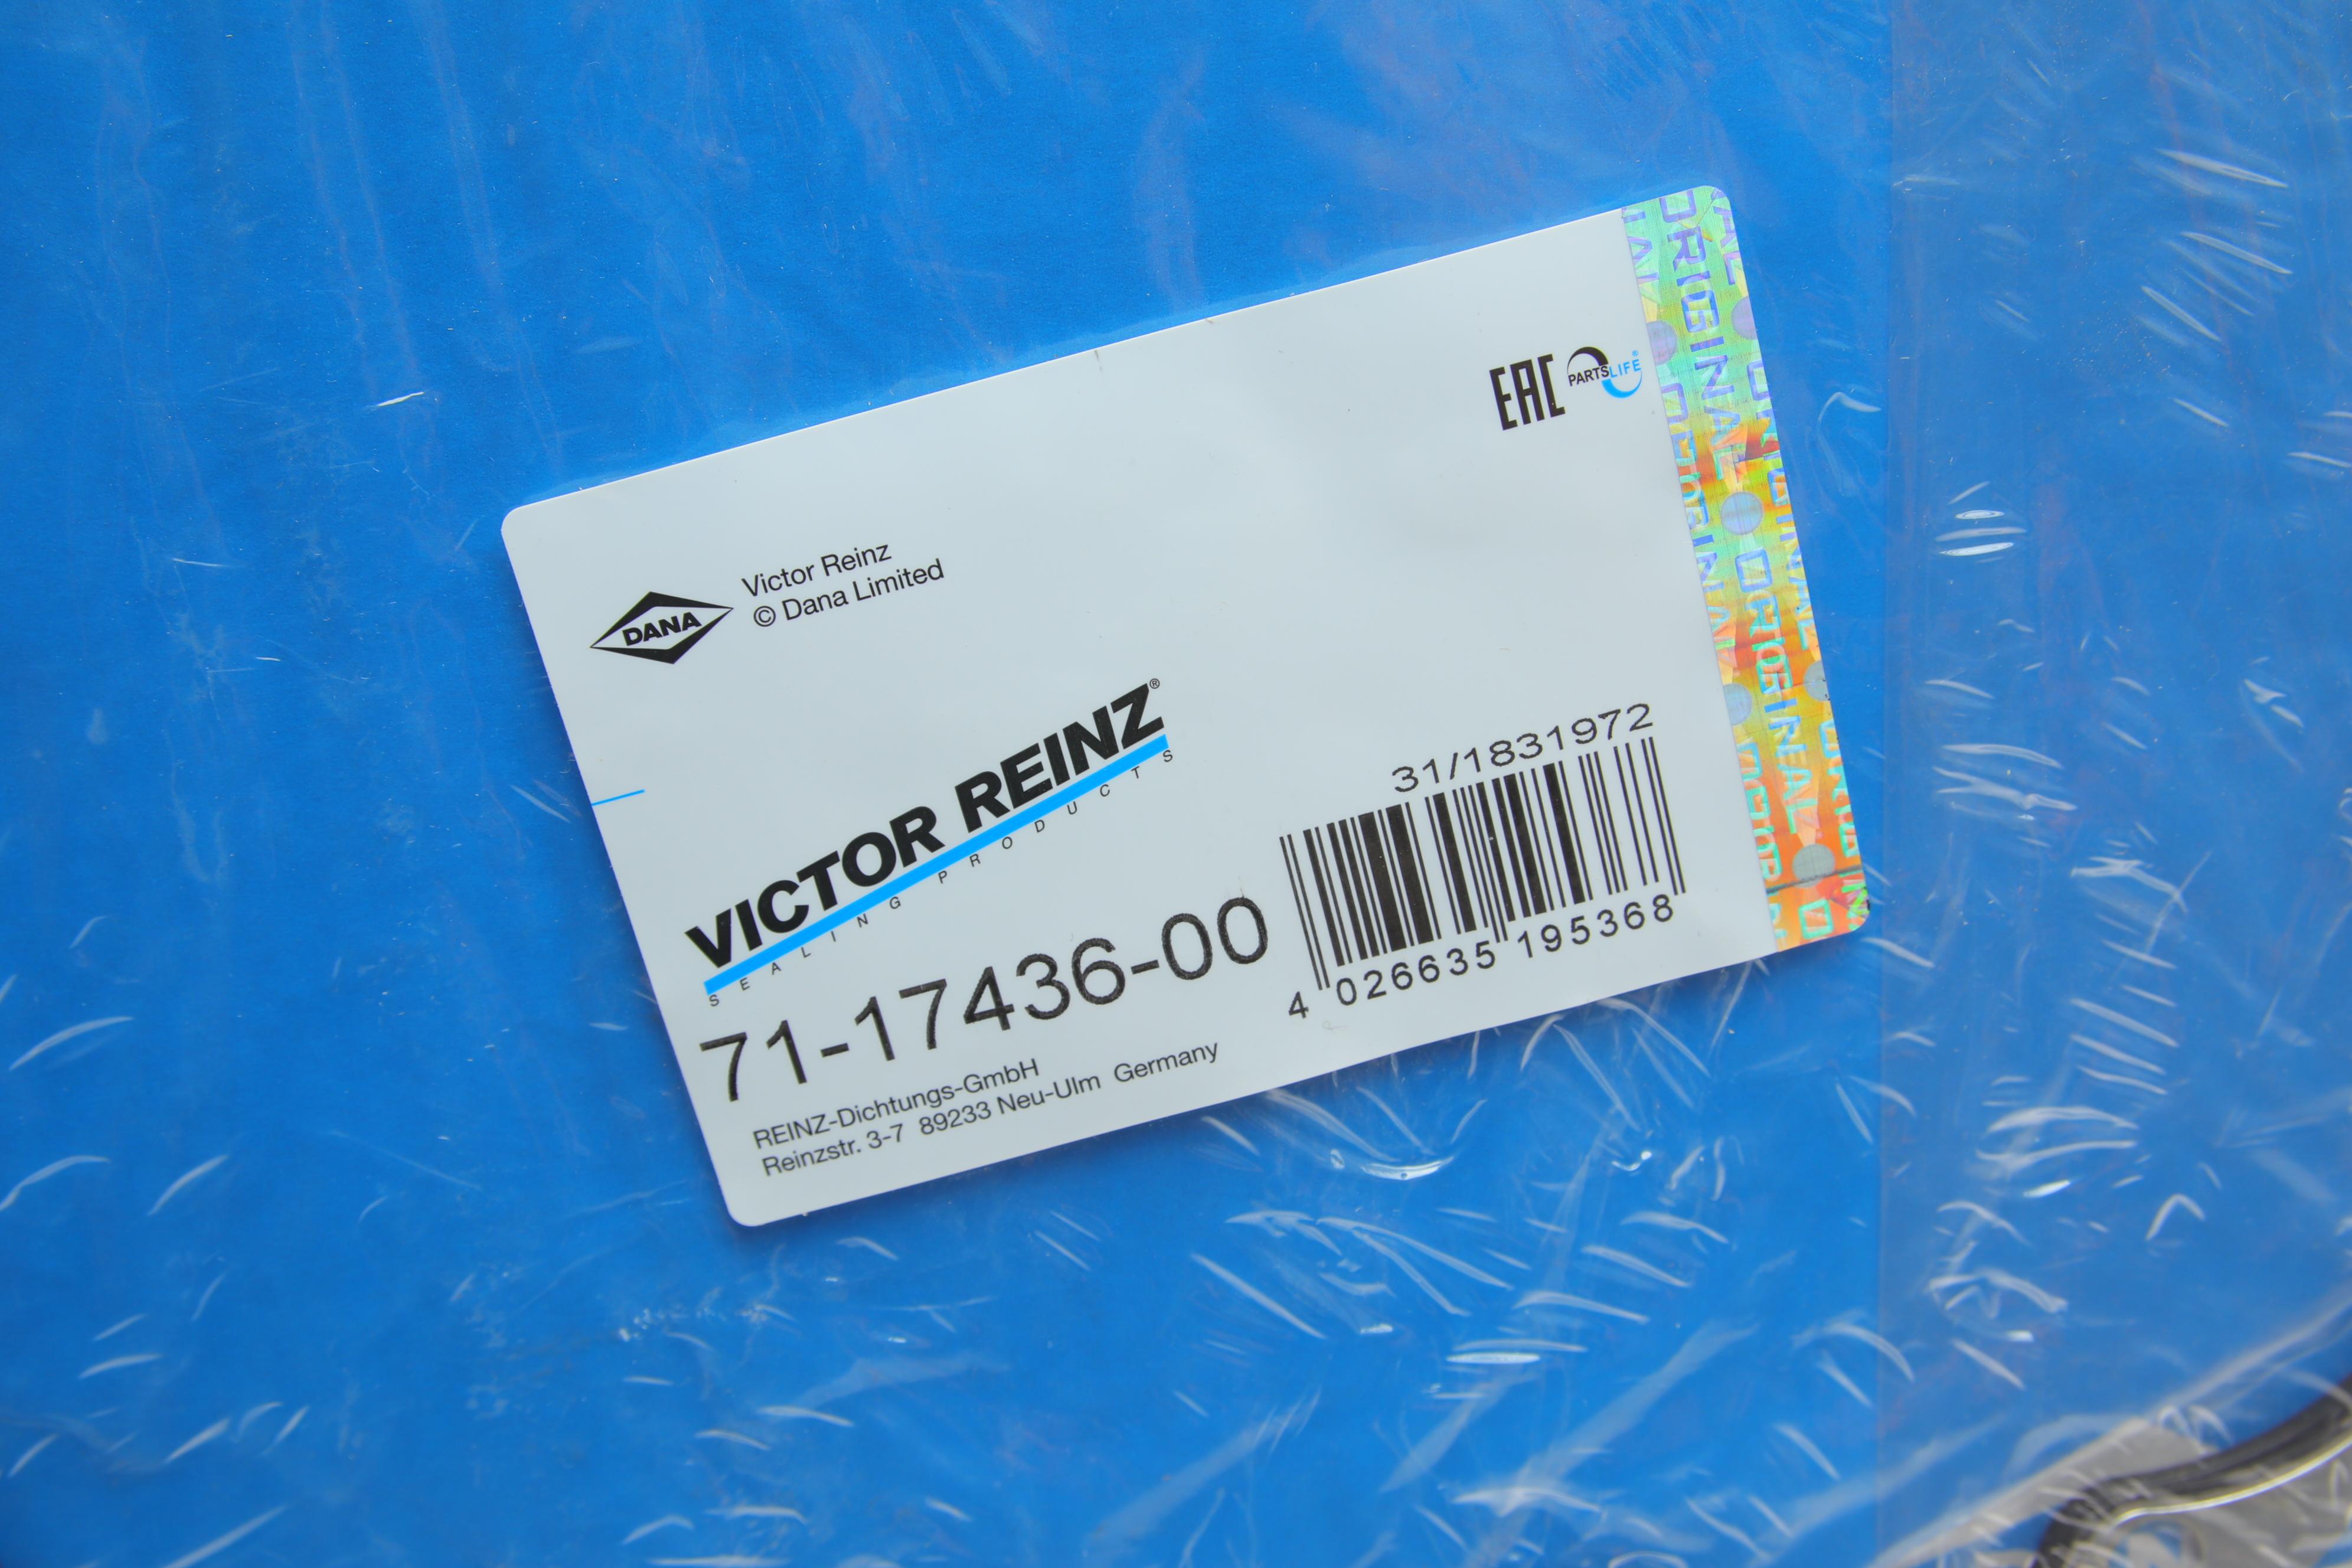 DANA
Victor Reinz
© Dana Limited
EAC
PARTSLIFE®
VICTOR REINZ®
SEALING PRODUCTS
71-17436-00
31/1831972
4 026635 195368
REINZ-Dichtungs-GmbH
Reinzstr. 3-7 89233 Neu-Ulm Germany
ORIGINAL
ORIGINAL